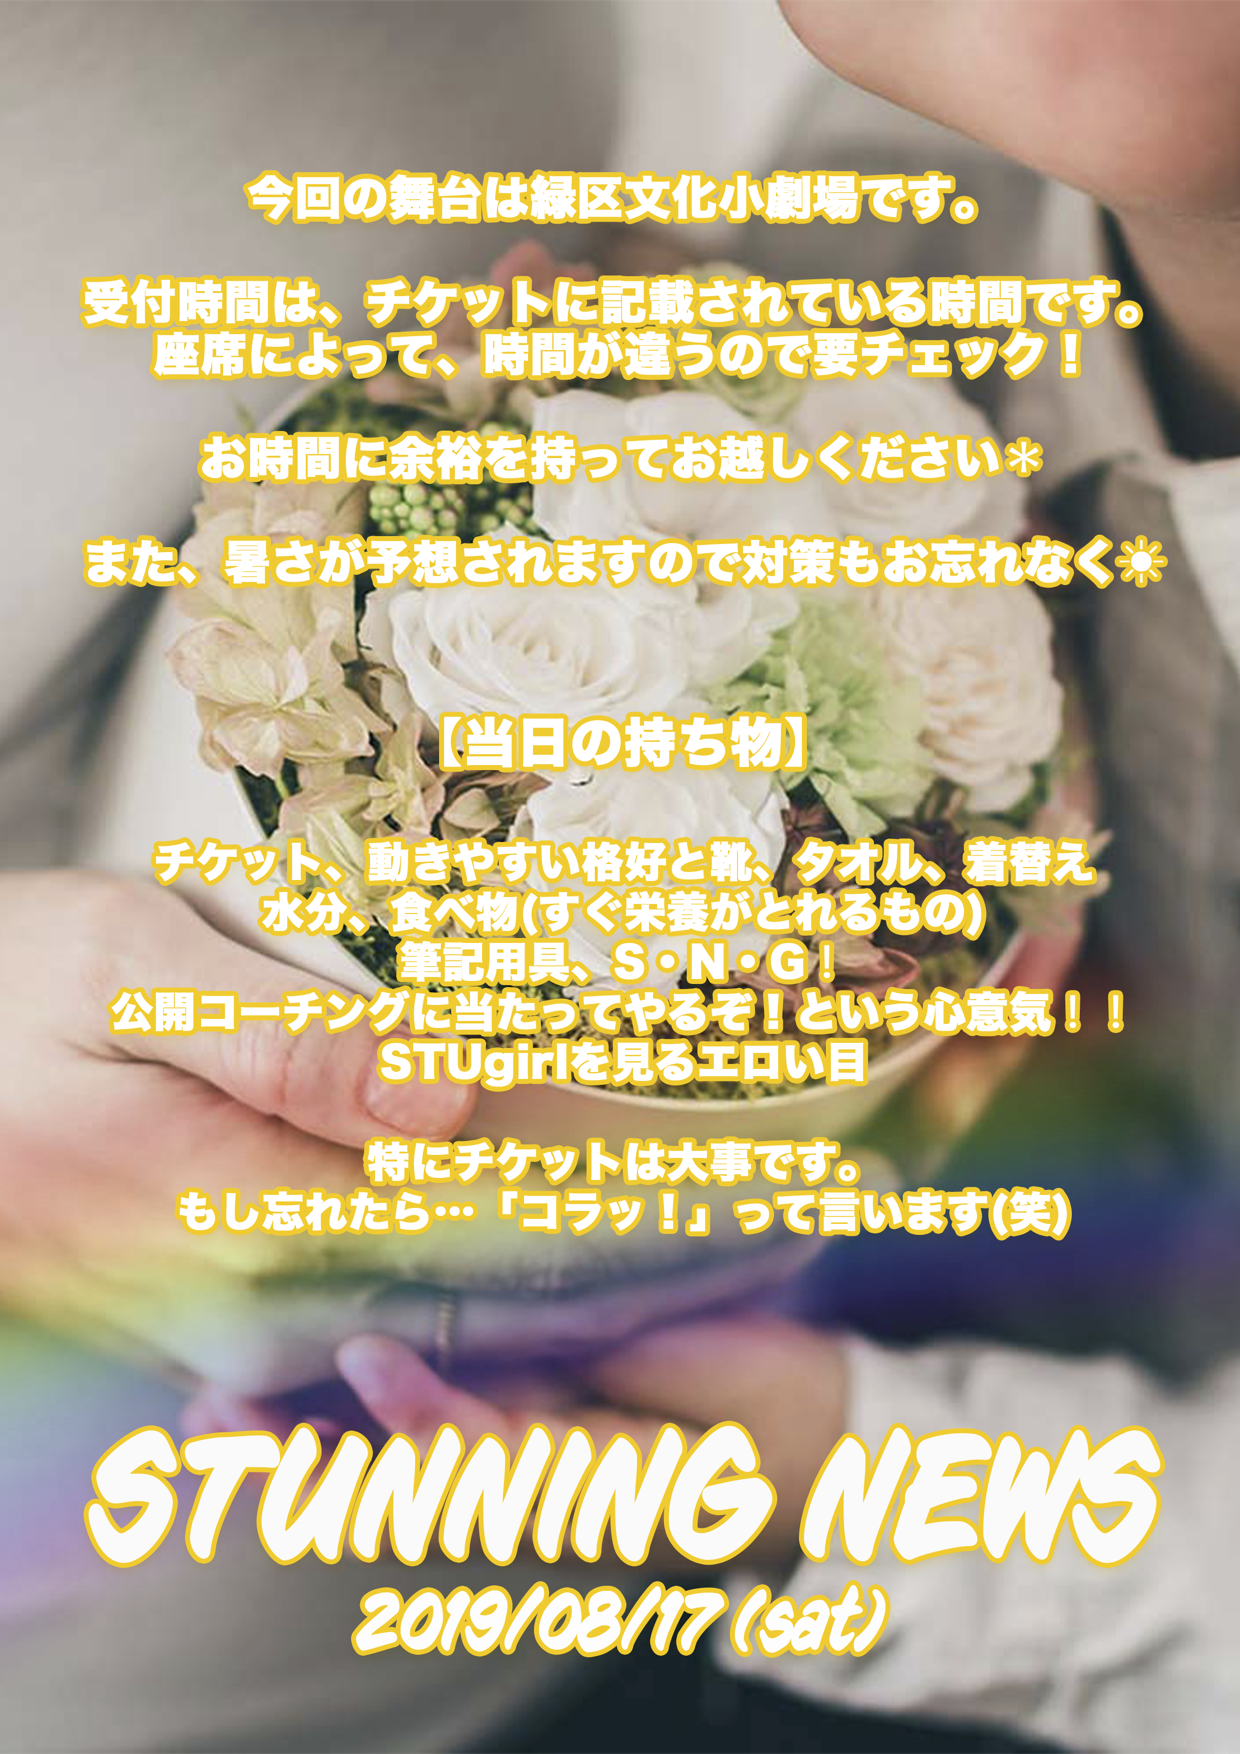 今回の舞台は緑区文化小劇場です。
受付時間は、チケットに記載されている時間です。
座席によって、時間が違うので要チェック！
お時間に余裕を持ってお越しください＊
また、暑さが予想されますので対策もお忘れなく☀
【当日の持ち物】
チケット、動きやすい格好と靴、タオル、着替え
水分、食べ物(すぐ栄養がとれるもの)
筆記用具、S・N・G！
公開コーチングに当たってやるぞ！という心意気！！
STUgirlを見るエロい目
特にチケットは大事です。
もし忘れたら…「コラッ！」って言います(笑)
STUNNING NEWS
2019/08/17 (sat)